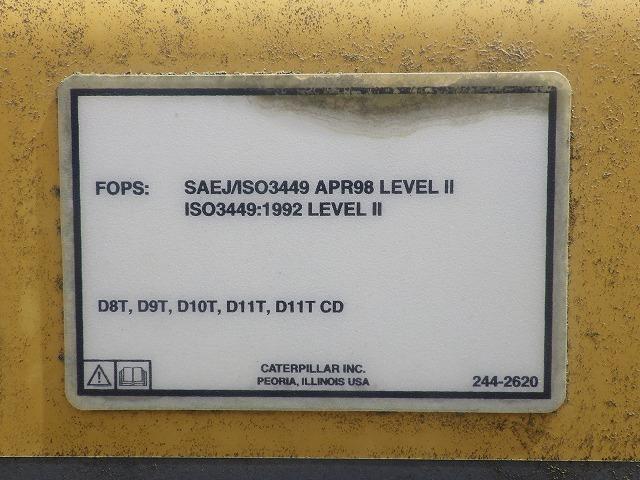 FOPS: SAEJ/ISO3449 APR98 LEVEL II
ISO3449:1992 LEVEL II
D8T, D9T, D10T, D11T, D11T CD
CATERPILLAR INC.
PEORIA, ILLINOIS USA
244-2620